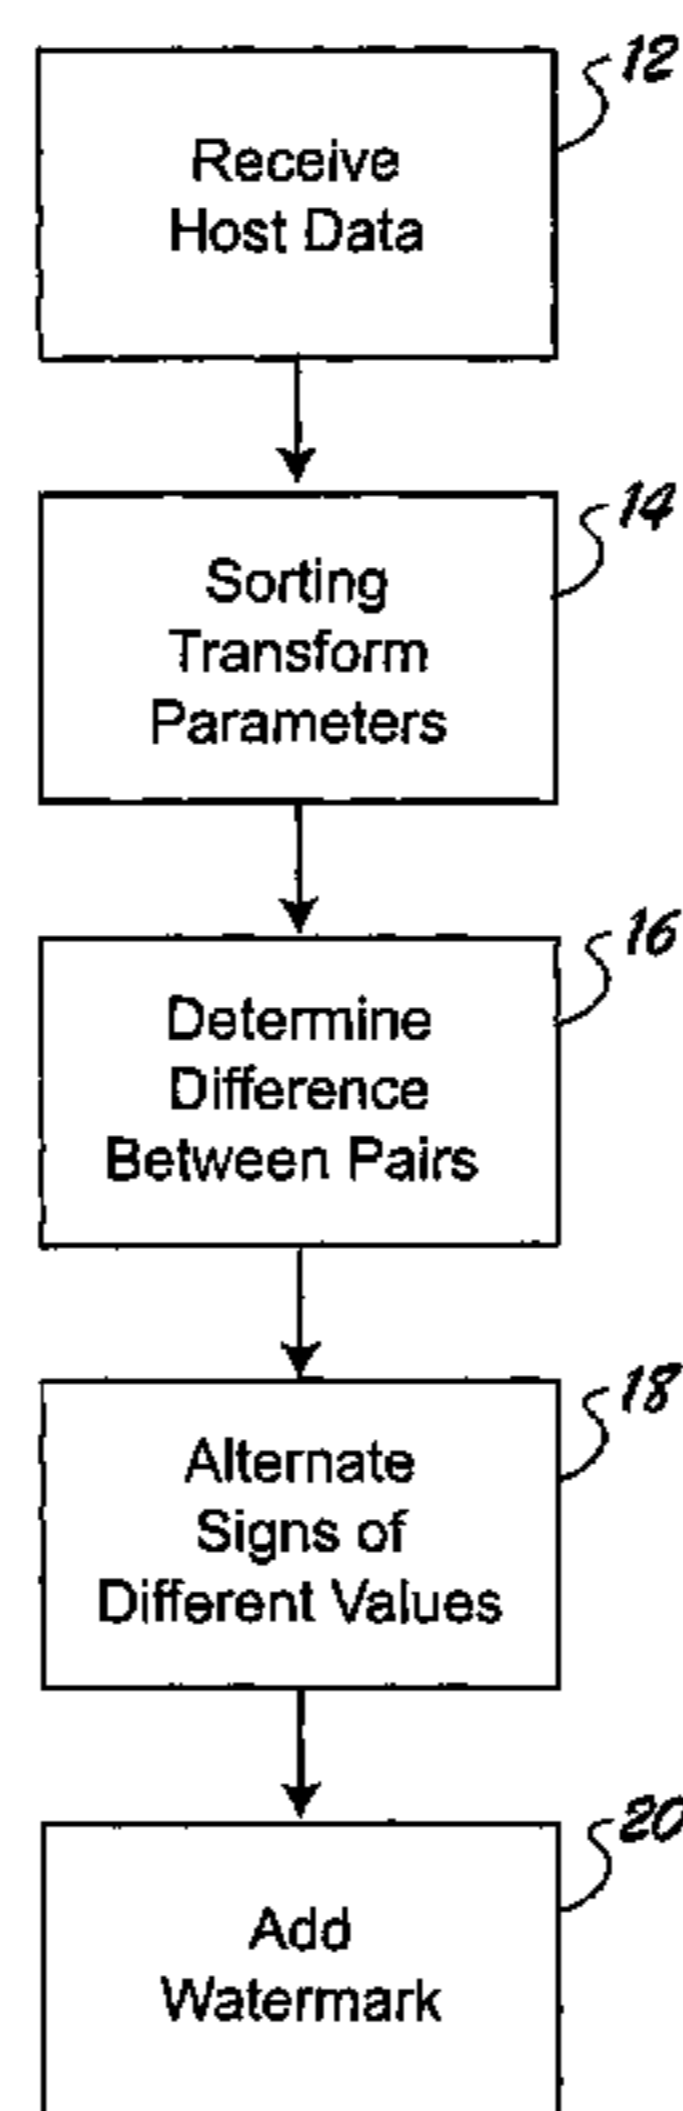 12
Receive
Host Data
14
Sorting
Transform
Parameters
16
Determine
Difference
Between Pairs
18
Alternate
Signs of
Different Values
20
Add
Watermark